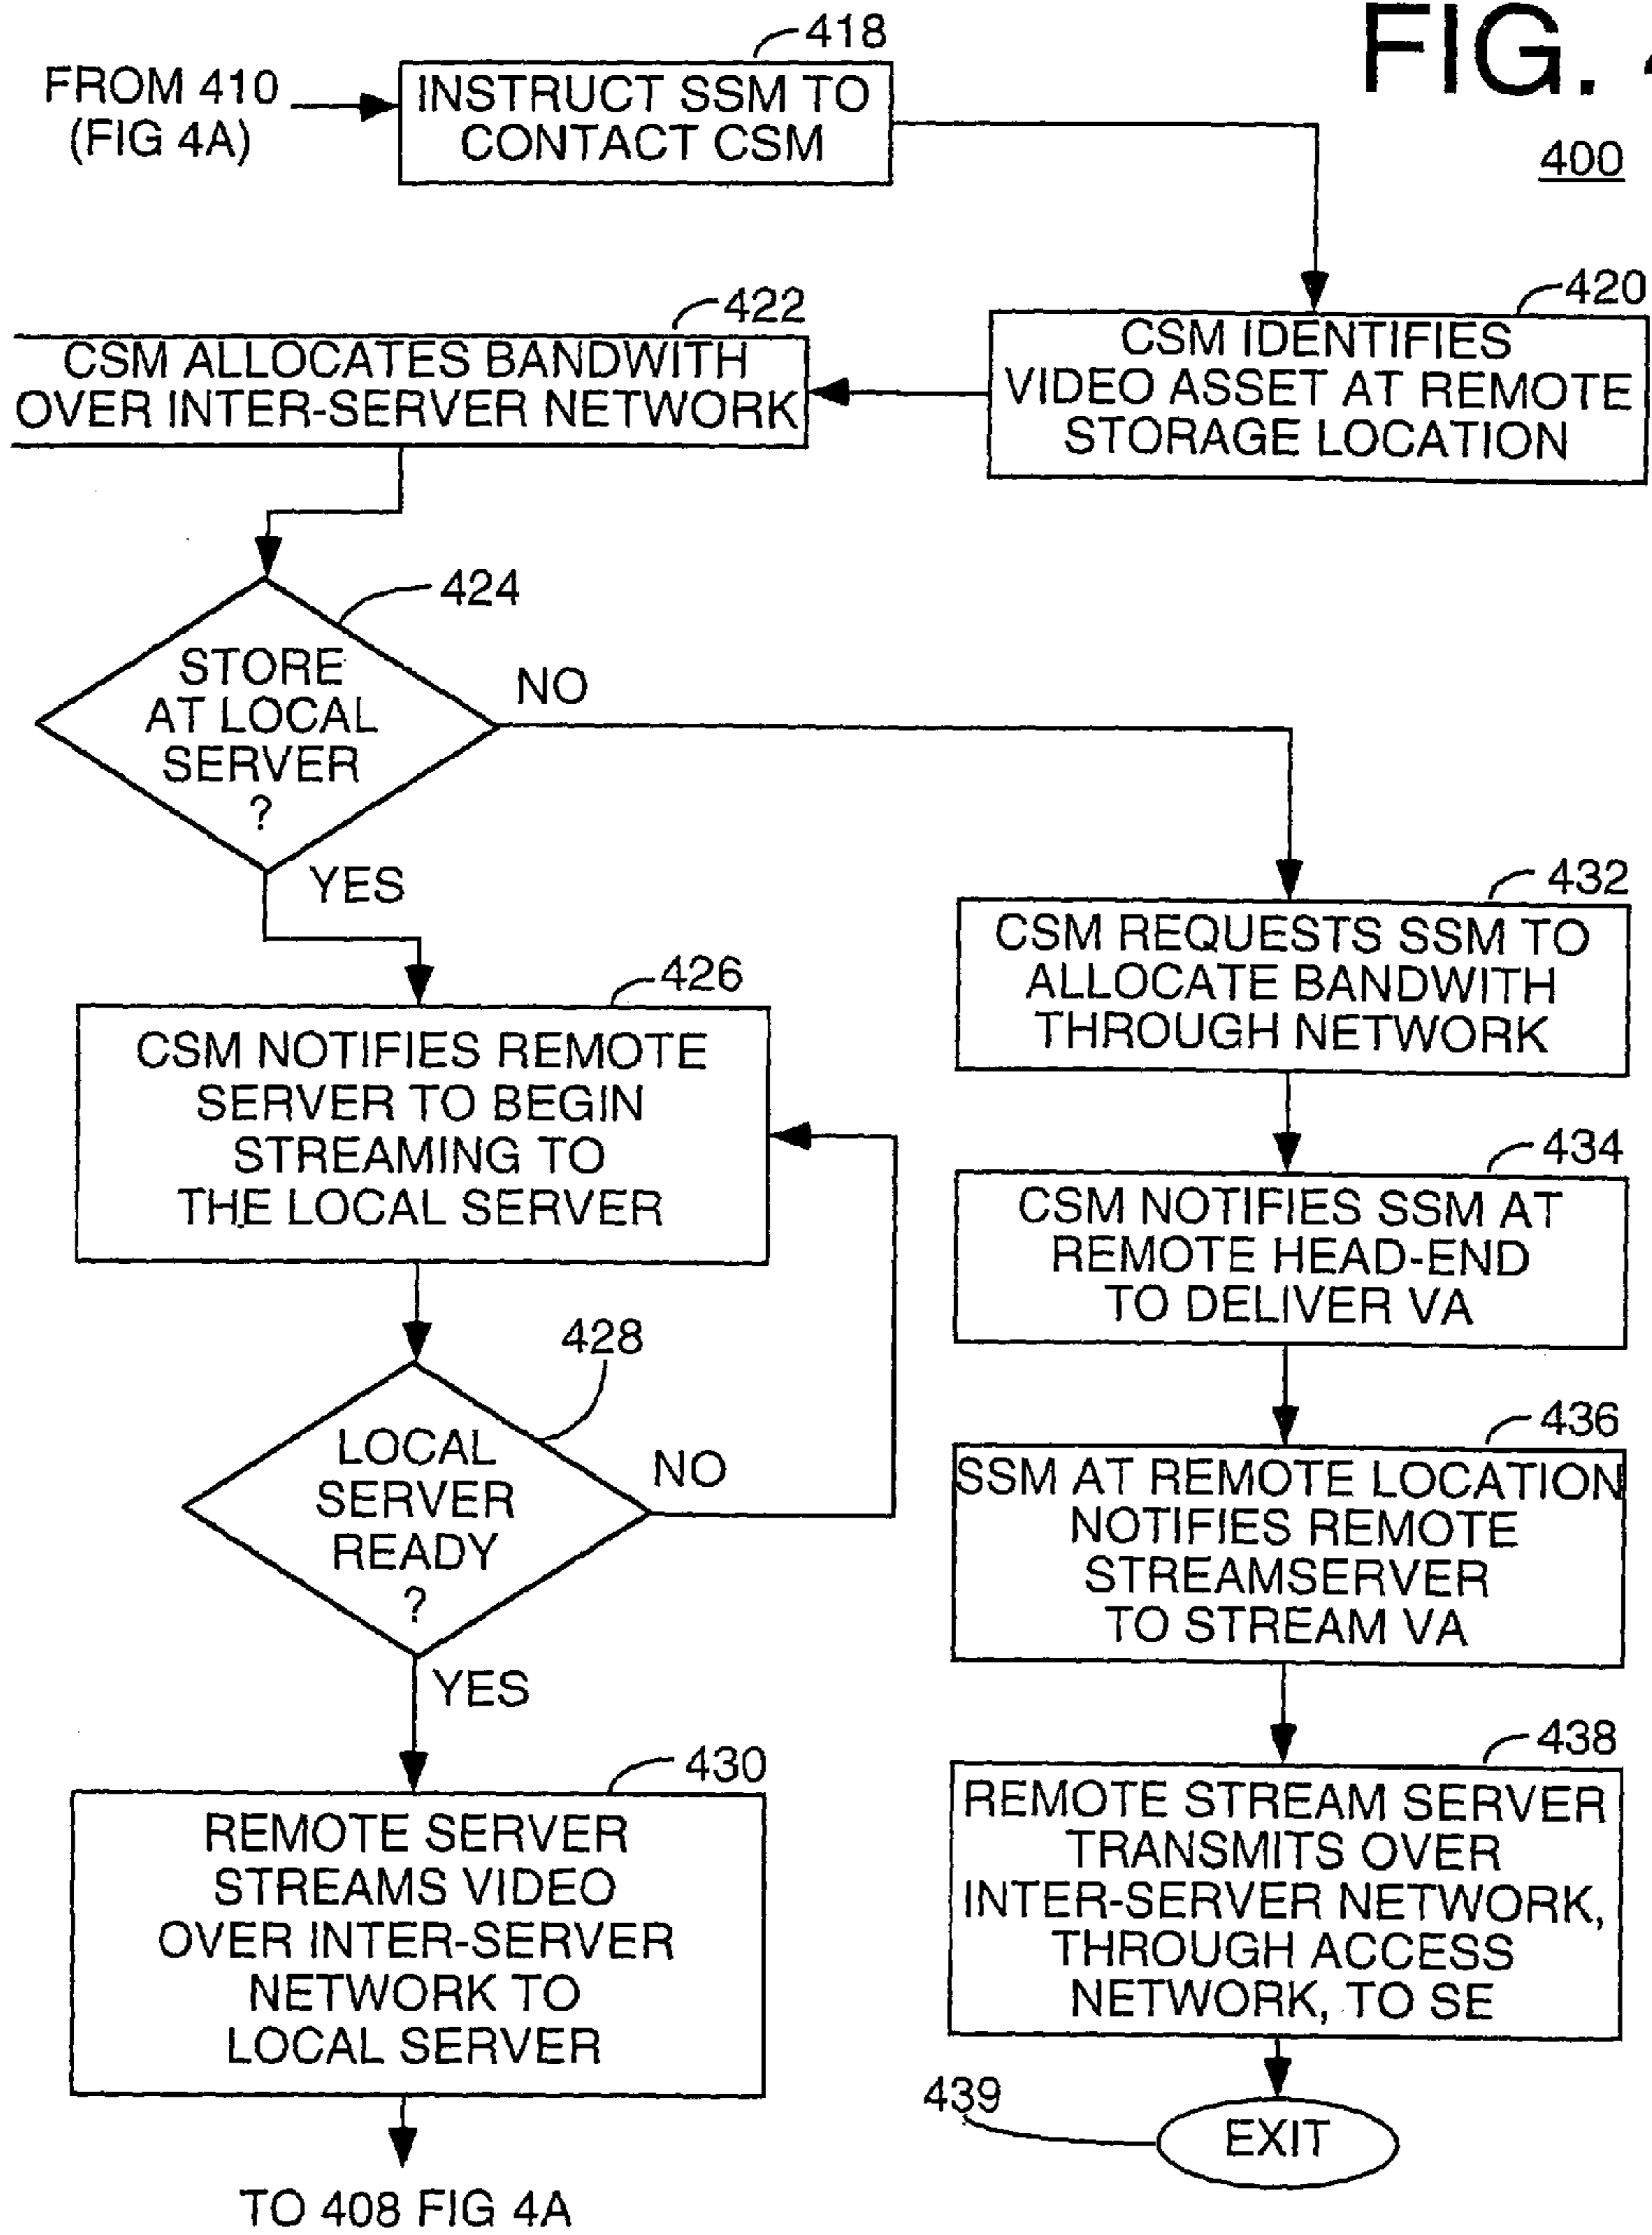 FIG. 4
400
418
FROM 410
(FIG 4A)
INSTRUCT SSM TO
CONTACT CSM
420
CSM IDENTIFIES
VIDEO ASSET AT REMOTE
STORAGE LOCATION
422
CSM ALLOCATES BANDWITH
OVER INTER-SERVER NETWORK
424
STORE
AT LOCAL
SERVER
?
NO
YES
426
CSM NOTIFIES REMOTE
SERVER TO BEGIN
STREAMING TO
THE LOCAL SERVER
428
LOCAL
SERVER
READY
?
NO
YES
430
REMOTE SERVER
STREAMS VIDEO
OVER INTER-SERVER
NETWORK TO
LOCAL SERVER
TO 408 FIG 4A
432
CSM REQUESTS SSM TO
ALLOCATE BANDWITH
THROUGH NETWORK
434
CSM NOTIFIES SSM AT
REMOTE HEAD-END
TO DELIVER VA
436
SSM AT REMOTE LOCATION
NOTIFIES REMOTE
STREAMSERVER
TO STREAM VA
438
REMOTE STREAM SERVER
TRANSMITS OVER
INTER-SERVER NETWORK,
THROUGH ACCESS
NETWORK, TO SE
439
EXIT